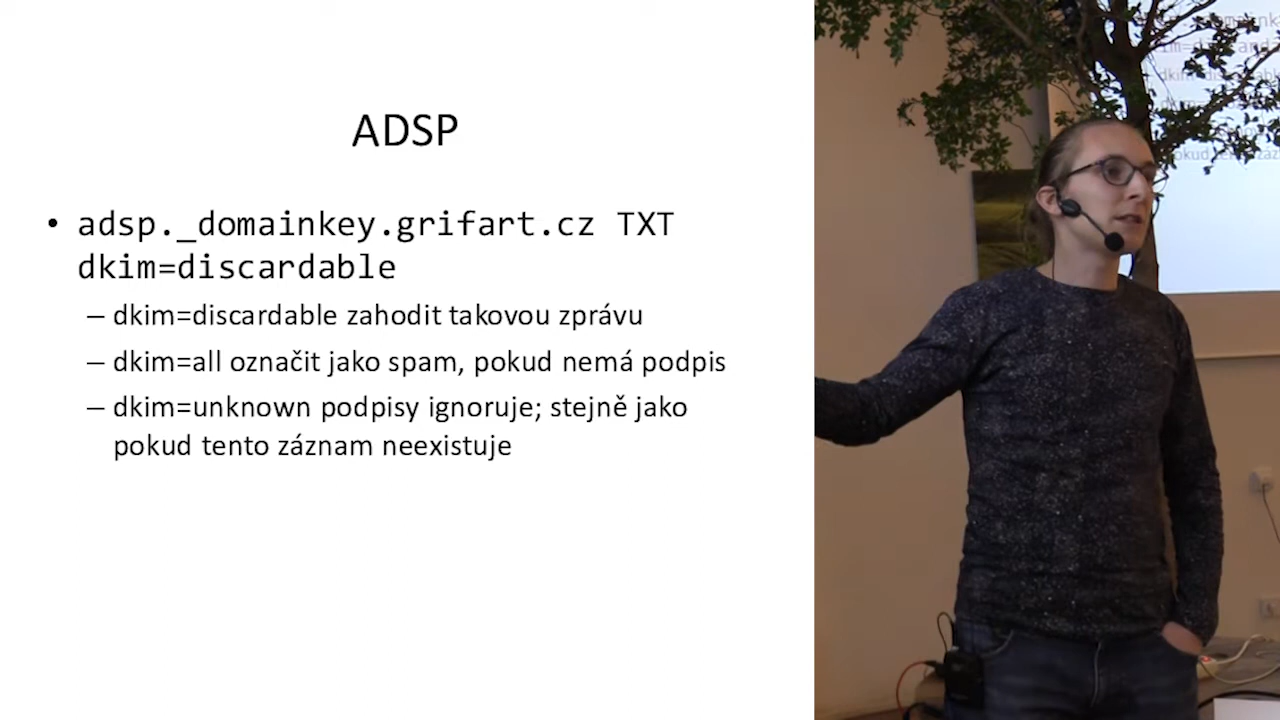 ADSP
• adsp._domainkey.grifart.cz TXT
dkim=discardable
– dkim=discardable zahodit takovou zprávu
– dkim=all označit jako spam, pokud nemá podpis
– dkim=unknown podpisy ignoruje; stejně jako
pokud tento záznam neexistuje